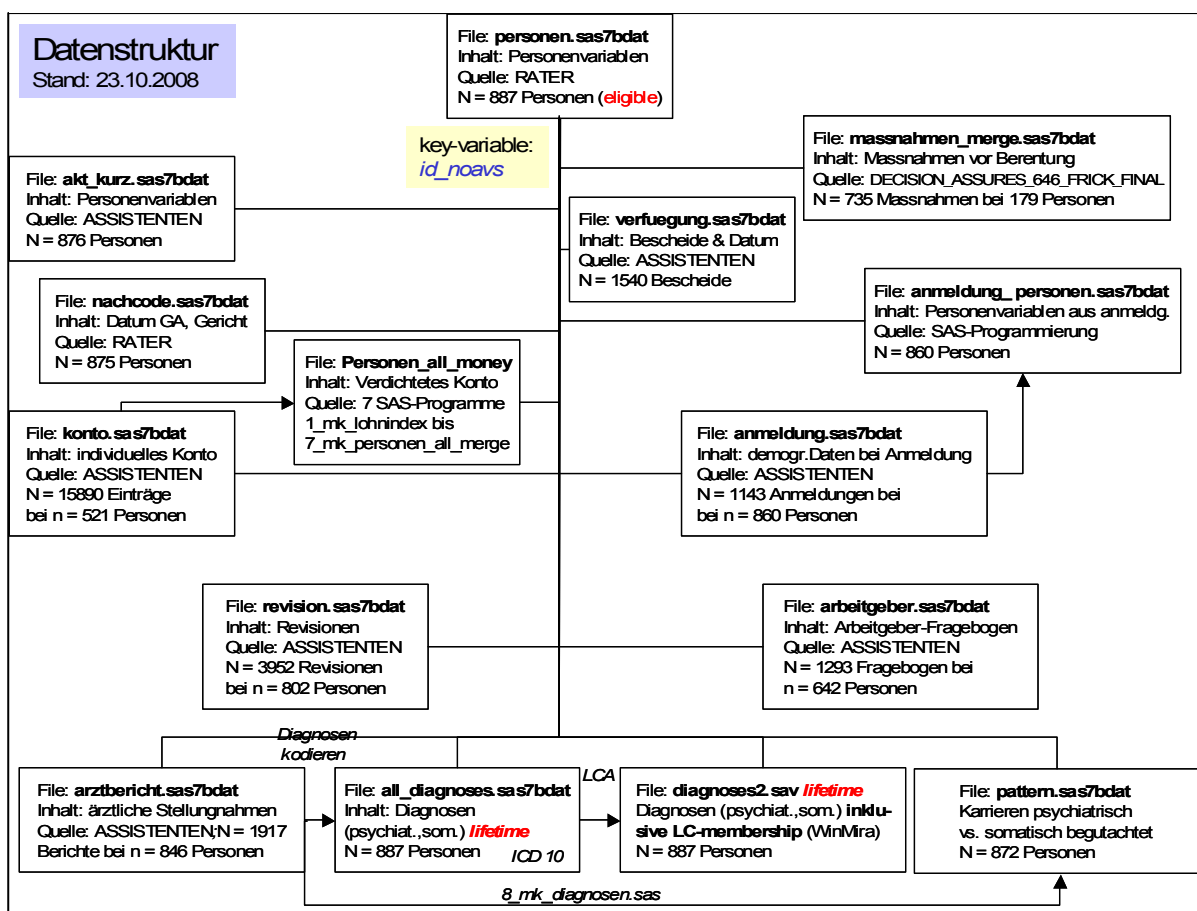 Datenstruktur
Stand: 23.10.2008
File: personen.sas7bdat
Inhalt: Personenvariablen
Quelle: RATER
N = 887 Personen (eligible)
key-variable:
id_noavs
File: massnahmen_merge.sas7bdat
Inhalt: Massnahmen vor Berentung
Quelle: DECISION_ASSURES_646_FRICK_FINAL
N = 735 Massnahmen bei 179 Personen
File: akt_kurz.sas7bdat
Inhalt: Personenvariablen
Quelle: ASSISTENTEN
N = 876 Personen
File: verfuegung.sas7bdat
Inhalt: Bescheide & Datum
Quelle: ASSISTENTEN
N = 1540 Bescheide
File: nachcode.sas7bdat
Inhalt: Datum GA, Gericht
Quelle: RATER
N = 875 Personen
File: anmeldung_ personen.sas7bdat
Inhalt: Personenvariablen aus anmeldg.
Quelle: SAS-Programmierung
N = 860 Personen
File: Personen_all_money
Inhalt: Verdichtetes Konto
Quelle: 7 SAS-Programme
1_mk_lohnindex bis
7_mk_personen_all_merge
File: konto.sas7bdat
Inhalt: individuelles Konto
Quelle: ASSISTENTEN
N = 15890 Einträge
bei n = 521 Personen
File: anmeldung.sas7bdat
Inhalt: demogr.Daten bei Anmeldung
Quelle: ASSISTENTEN
N = 1143 Anmeldungen bei
bei n = 860 Personen
File: revision.sas7bdat
Inhalt: Revisionen
Quelle: ASSISTENTEN
N = 3952 Revisionen
bei n = 802 Personen
File: arbeitgeber.sas7bdat
Inhalt: Arbeitgeber-Fragebogen
Quelle: ASSISTENTEN
N = 1293 Fragebogen bei
n = 642 Personen
Diagnosen
kodieren
LCA
File: arztbericht.sas7bdat
Inhalt: ärztliche Stellungnahmen
Quelle: ASSISTENTEN;N = 1917
Berichte bei n = 846 Personen
File: all_diagnoses.sas7bdat
Inhalt: Diagnosen
(psychiat.,som.) lifetime
N = 887 Personen
ICD 10
File: diagnoses2.sav lifetime
Diagnosen (psychiat.,som.) inklu-
sive LC-membership (WinMira)
N = 887 Personen
File: pattern.sas7bdat
Karrieren psychiatrisch
vs. somatisch begutachtet
N = 872 Personen
8_mk_diagnosen.sas